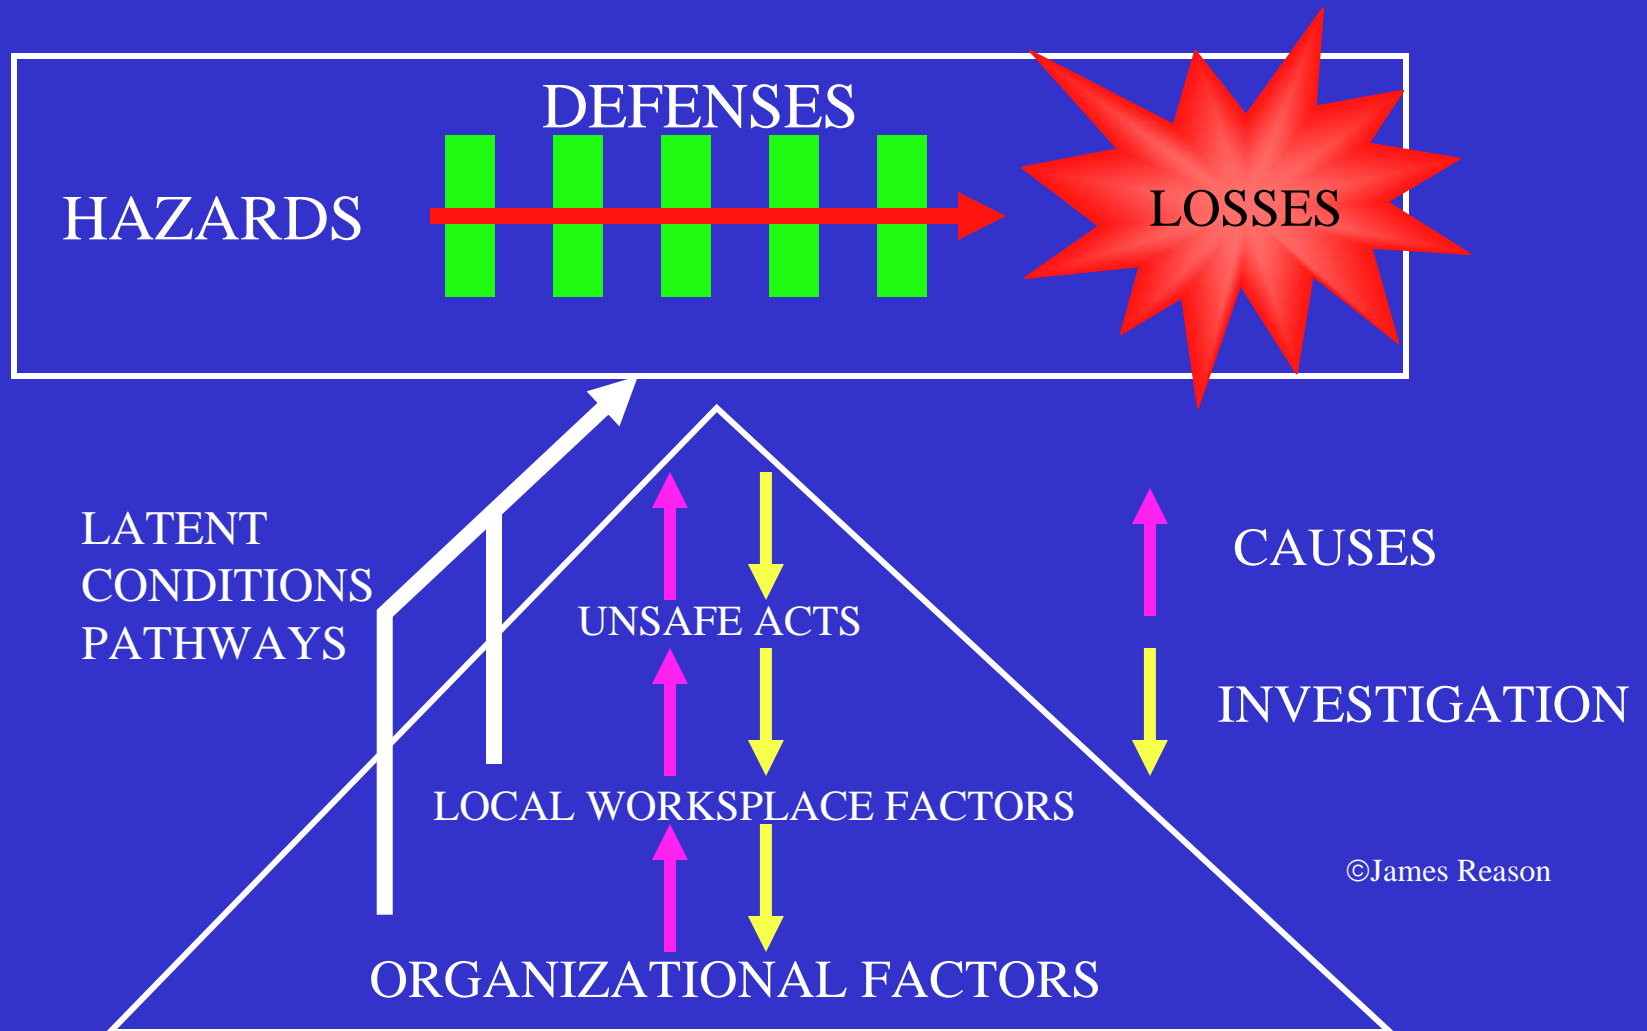 DEFENSES
HAZARDS
LOSSES
LATENT
CONDITIONS
PATHWAYS
UNSAFE ACTS
CAUSES
INVESTIGATION
LOCAL WORKSPLACE FACTORS
©James Reason
ORGANIZATIONAL FACTORS